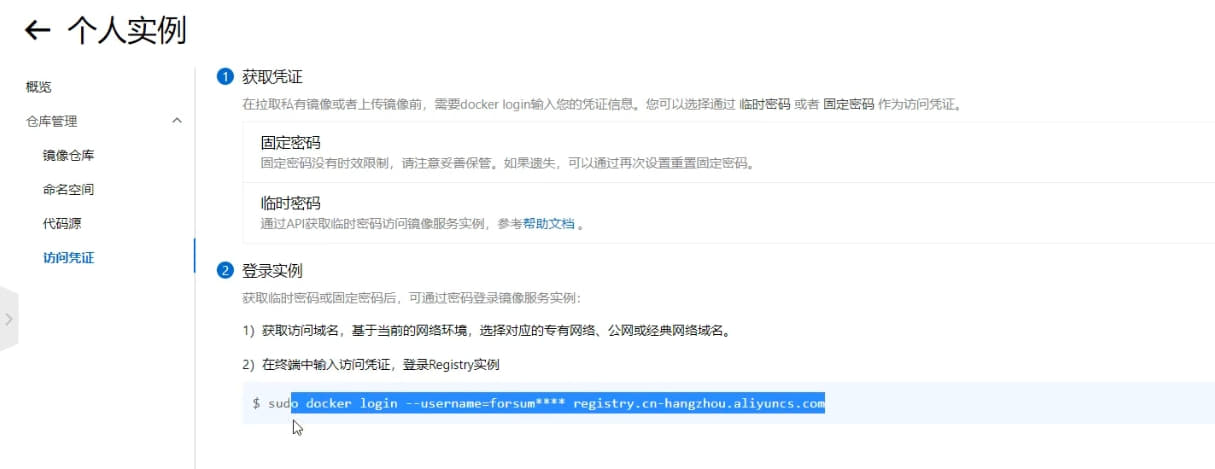 个人实例
概览
仓库管理
镜像仓库
命名空间
代码源
访问凭证
1 获取凭证
在拉取私有镜像或者上传镜像前，需要docker login输入您的凭证信息。您可以选择通过 临时密码 或者 固定密码 作为访问凭证。
固定密码
固定密码没有时效限制，请注意妥善保管。如果遗失，可以通过再次设置重置固定密码。
临时密码
通过API获取临时密码访问镜像服务实例，参考帮助文档 。
2 登录实例
获取临时密码或固定密码后，可通过密码登录镜像服务实例：
1）获取访问域名，基于当前的网络环境，选择对应的专有网络、公网或经典网络域名。
2）在终端中输入访问凭证，登录Registry实例
$ sudo docker login --username=forsum**** registry.cn-hangzhou.aliyuncs.com